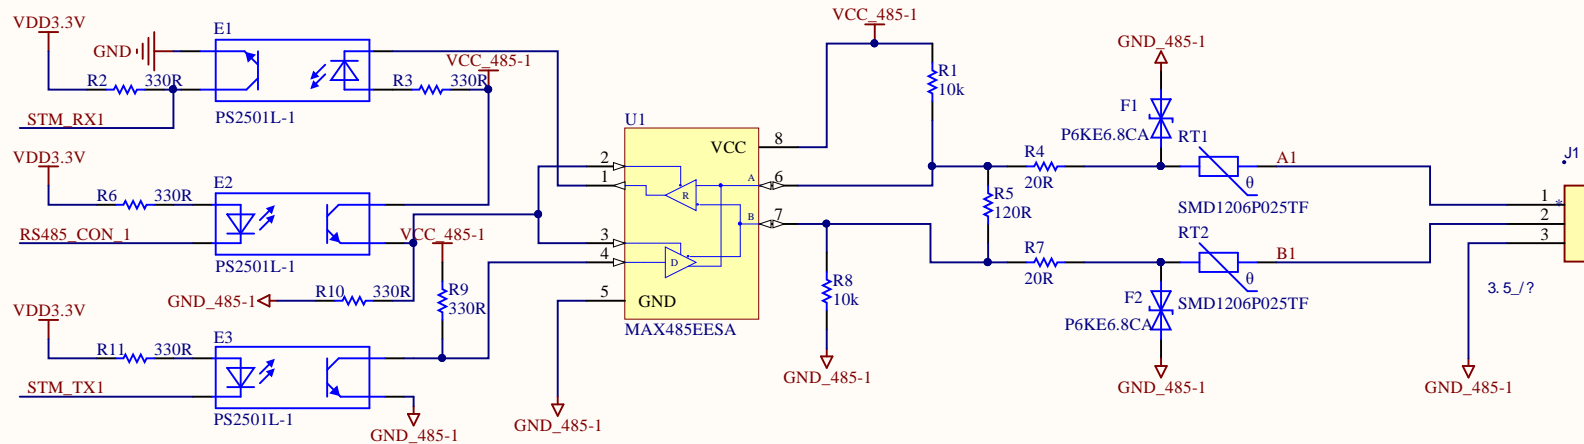 VDD3.3V
GND
R2
330R
STM_RX1
E1
PS2501L-1
R3
330R
VCC_485-1
VDD3.3V
R6
330R
RS485_CON_1
E2
PS2501L-1
VCC_485-1
GND_485-1
R10
330R
R9
330R
VDD3.3V
R11
330R
STM_TX1
E3
PS2501L-1
GND_485-1
GND_485-1
U1
2
1
3
4
5
VCC
8
A
6
7
B
R
D
GND
MAX485EESA
VCC_485-1
R1
10k
R8
10k
GND_485-1
R4
20R
R5
120R
R7
20R
GND_485-1
F1
P6KE6.8CA
RT1
θ
SMD1206P025TF
A1
RT2
θ
SMD1206P025TF
B1
F2
P6KE6.8CA
GND_485-1
J1
1
*
2
3
3.5_/?
GND_485-1